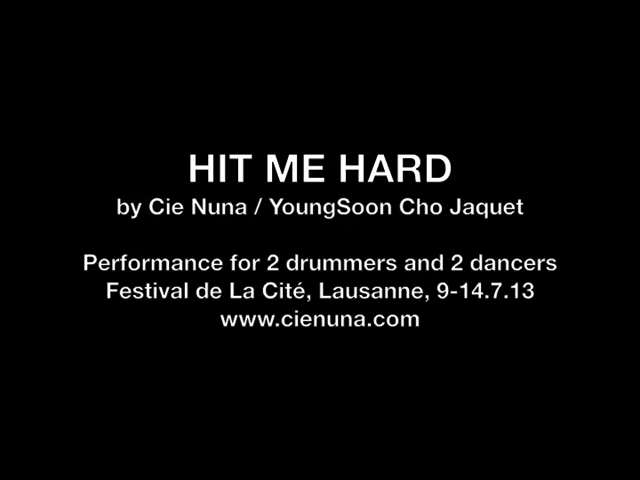 HIT ME HARD
by Cie Nuna / YoungSoon Cho Jaquet
Performance for 2 drummers and 2 dancers
Festival de La Cité, Lausanne, 9-14.7.13
www.cienuna.com